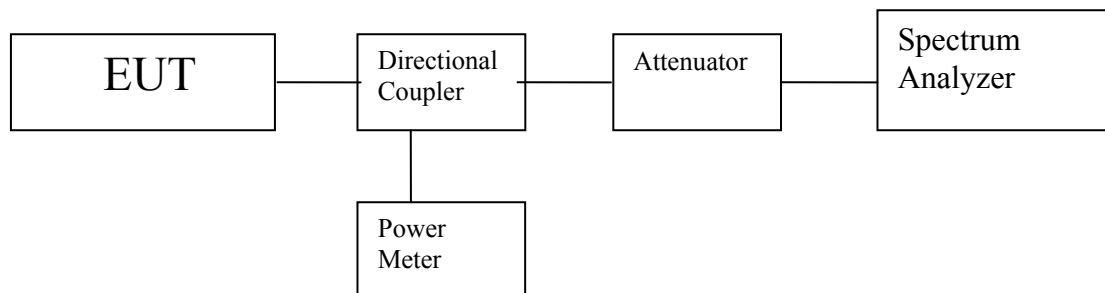 EUT
Directional
Coupler
Attenuator
Spectrum
Analyzer
Power
Meter